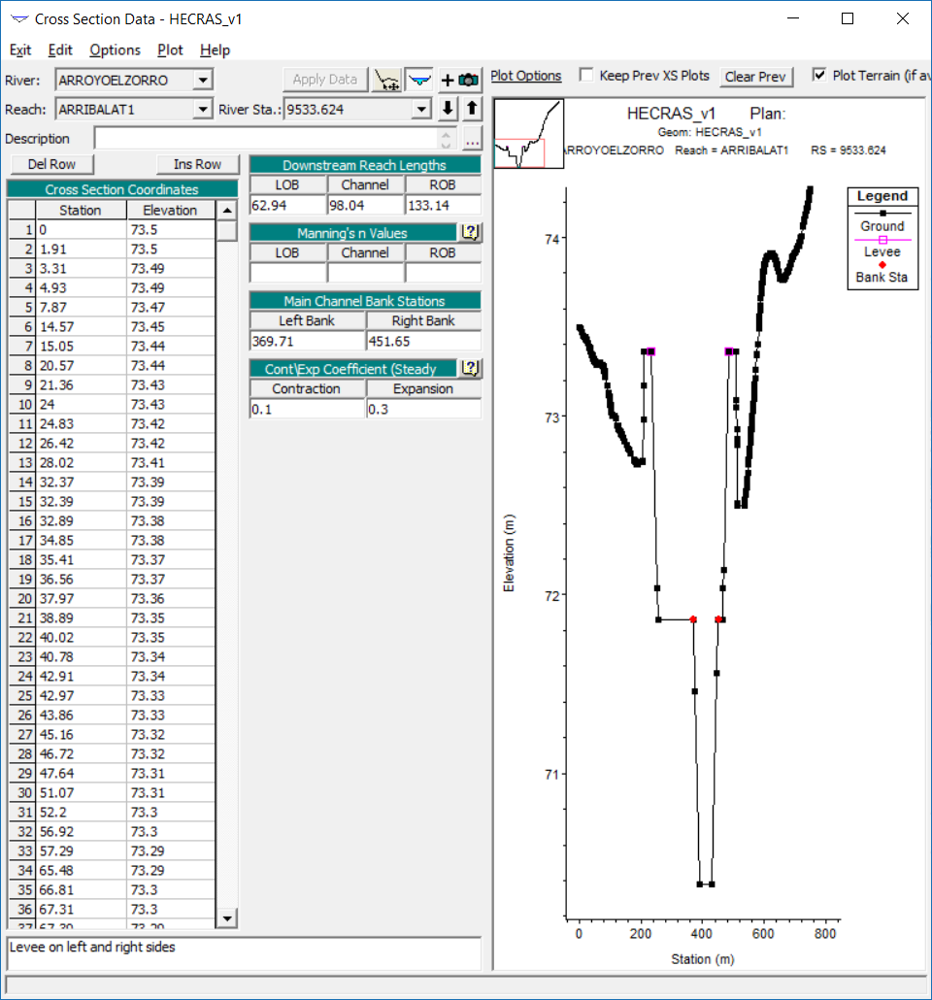 Cross Section Data - HECRAS_v1
Exit Edit Options Plot Help
River: ARROYOELZORRO Apply Data Plot Options Keep Prev XS Plots Clear Prev Plot Terrain (if av
Reach: ARRIBALAT1 River Sta.: 9533.624
Description ...
Del Row Ins Row
Cross Section Coordinates
Station Elevation
1 0 73.5
2 1.91 73.5
3 3.31 73.49
4 4.93 73.49
5 7.87 73.47
6 14.57 73.45
7 15.05 73.44
8 20.57 73.44
9 21.36 73.43
10 24 73.43
11 24.83 73.42
12 26.42 73.42
13 28.02 73.41
14 32.37 73.39
15 32.39 73.39
16 32.89 73.38
17 34.85 73.38
18 35.41 73.37
19 36.56 73.37
20 37.97 73.36
21 38.89 73.35
22 40.02 73.35
23 40.78 73.34
24 42.91 73.34
25 42.97 73.33
26 43.86 73.33
27 45.16 73.32
28 46.72 73.32
29 47.64 73.31
30 51.07 73.31
31 52.2 73.3
32 56.92 73.3
33 57.29 73.29
34 65.48 73.29
35 66.81 73.3
36 67.31 73.3
37 67.39 73.29
Downstream Reach Lengths
LOB Channel ROB
62.94 98.04 133.14
Manning's n Values
LOB Channel ROB
Main Channel Bank Stations
Left Bank Right Bank
369.71 451.65
Cont\Exp Coefficient (Steady
Contraction Expansion
0.1 0.3
Levee on left and right sides
HECRAS_v1 Plan:
Geom: HECRAS_v1
ARROYOELZORRO Reach = ARRIBALAT1 RS = 9533.624
Legend
Ground
Levee
Bank Sta
74
73
72
71
Elevation (m)
0 200 400 600 800
Station (m)